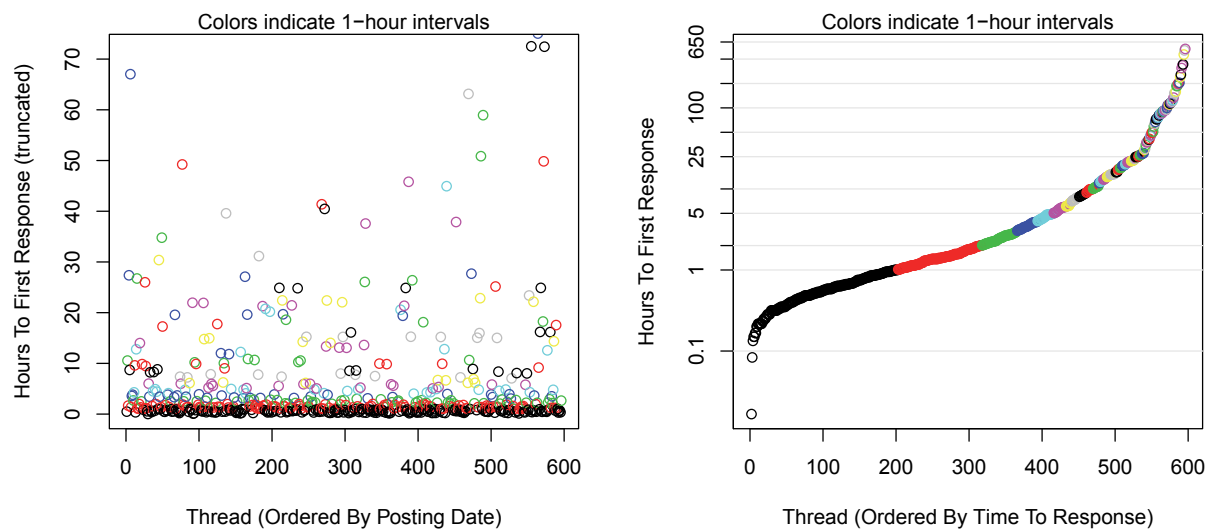 Colors indicate 1−hour intervals
Hours To First Response (truncated)
70
60
50
40
30
20
10
0
0 100 200 300 400 500 600
Thread (Ordered By Posting Date)
Colors indicate 1−hour intervals
Hours To First Response
650
100
25
5
1
0.1
0 100 200 300 400 500 600
Thread (Ordered By Time To Response)